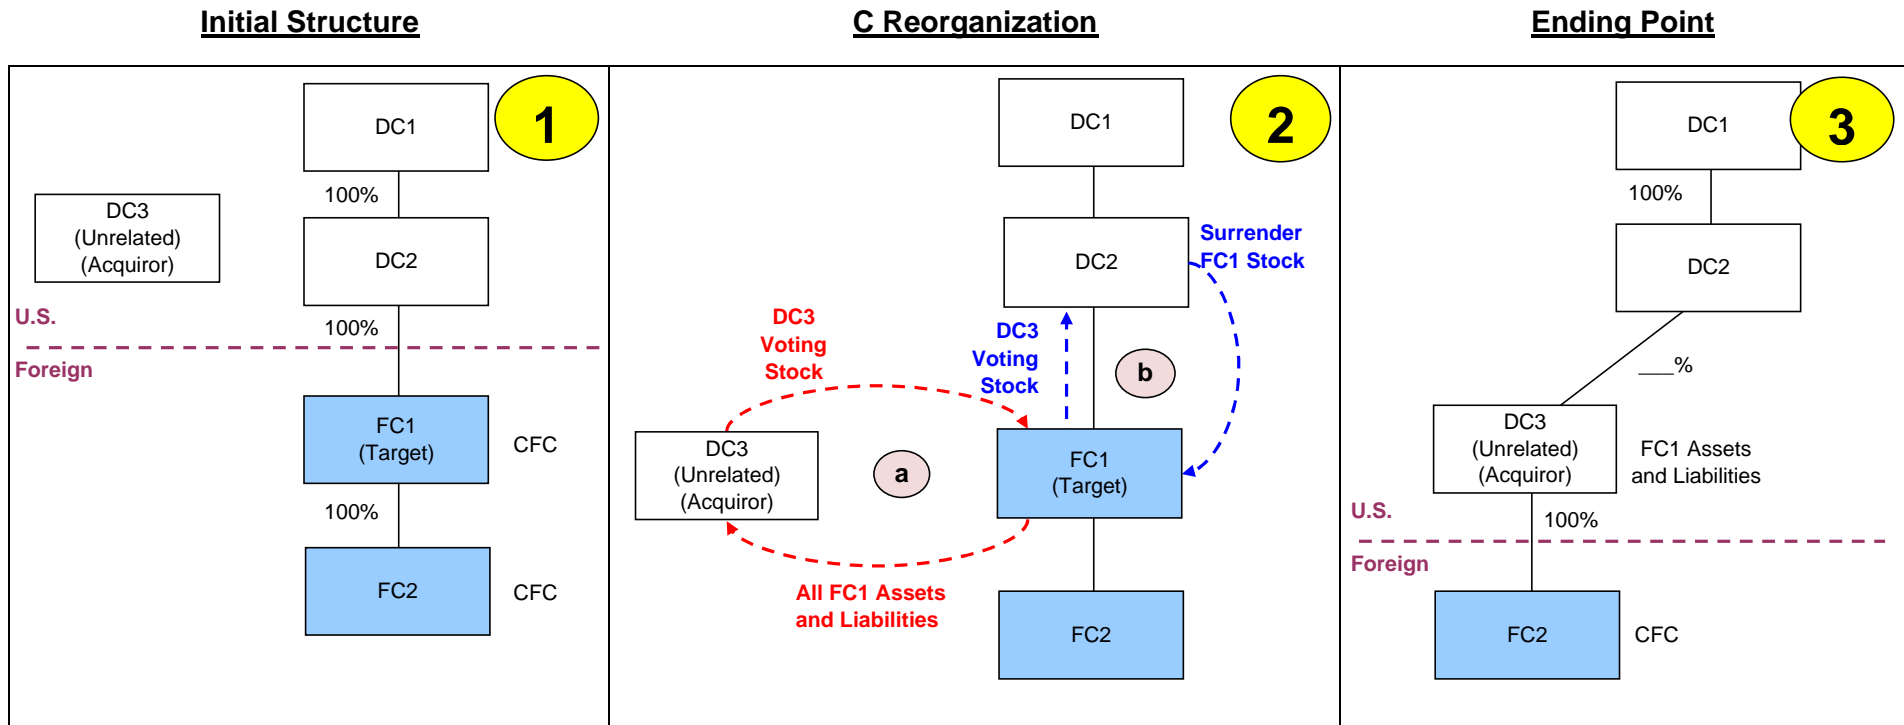 Initial Structure
C Reorganization
Ending Point
1
DC1
100%
DC3
(Unrelated)
(Acquiror)
DC2
U.S.
100%
Foreign
FC1
(Target)
CFC
100%
FC2
CFC
2
DC1
DC2
Surrender
FC1 Stock
DC3
Voting
Stock
DC3
Voting
Stock
b
DC3
(Unrelated)
(Acquiror)
a
FC1
(Target)
All FC1 Assets
and Liabilities
FC2
3
DC1
100%
DC2
___%
DC3
(Unrelated)
(Acquiror)
FC1 Assets
and Liabilities
U.S.
100%
Foreign
FC2
CFC